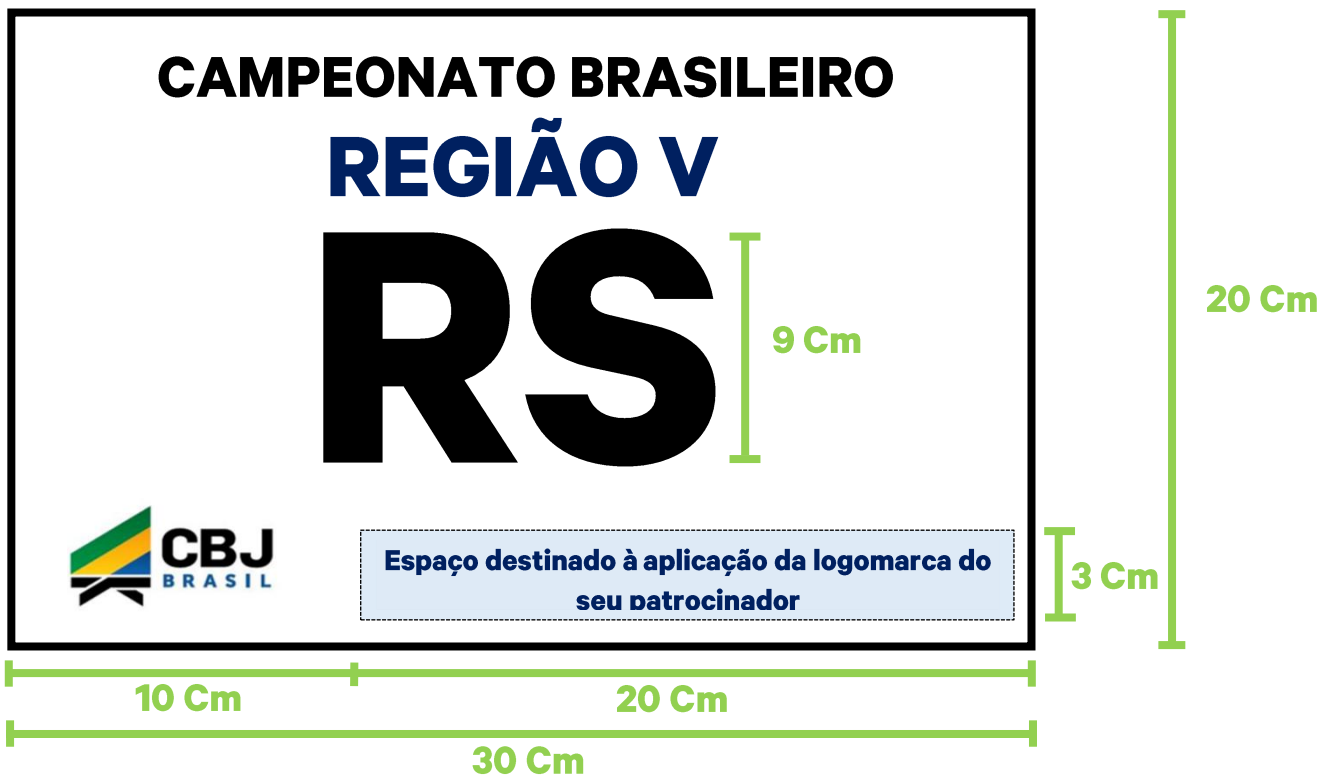 CAMPEONATO BRASILEIRO
REGIÃO V
RS
9 Cm
20 Cm
CBJ
BRASIL
Espaço destinado à aplicação da logomarca do
seu patrocinador
3 Cm
10 Cm
20 Cm
30 Cm